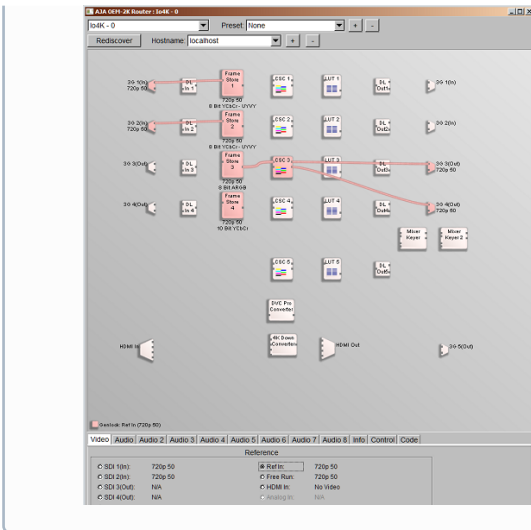 AJA GEM-2K Router : Io4K - 0
Io4K - 0 Preset: None + -
Rediscover Hostname: localhost + -
3G 1(In) 720p 50 DL In 1 Frame Store 1 CSC 1 LUT 1 DL Out1 3G 1(In)
720p 50
8 Bit YCbCr - UYVY
3G 2(In) 720p 50 DL In 2 Frame Store 2 CSC 2 LUT 2 DL Out2 3G 2(In)
720p 50
8 Bit YCbCr - UYVY
3G 3(Out) DL In 3 Frame Store 3 CSC 3 LUT 3 DL Out3 3G 3(Out) 720p 50
720p 50
8 Bit ARGB
3G 4(Out) DL In 4 Frame Store 4 CSC 4 LUT 4 DL Out4 3G 4(Out) 720p 50
720p 50
10 Bit YCbCr
Mixer Keyer Mixer Keyer 2
CSC 5 LUT 5 DL Out5
DVC Pro Converter
HDMI In 4K Down Converter HDMI Out 3G 5(Out)
Genlock: Ref In (720p 50)
Video Audio Audio 2 Audio 3 Audio 4 Audio 5 Audio 6 Audio 7 Audio 8 Info Control Code
Reference
SDI 1(In): 720p 50 Ref In: 720p 50
SDI 2(In): 720p 50 Free Run: 720p 50
SDI 3(Out): N/A HDMI In: No Video
SDI 4(Out): N/A Analog In: N/A